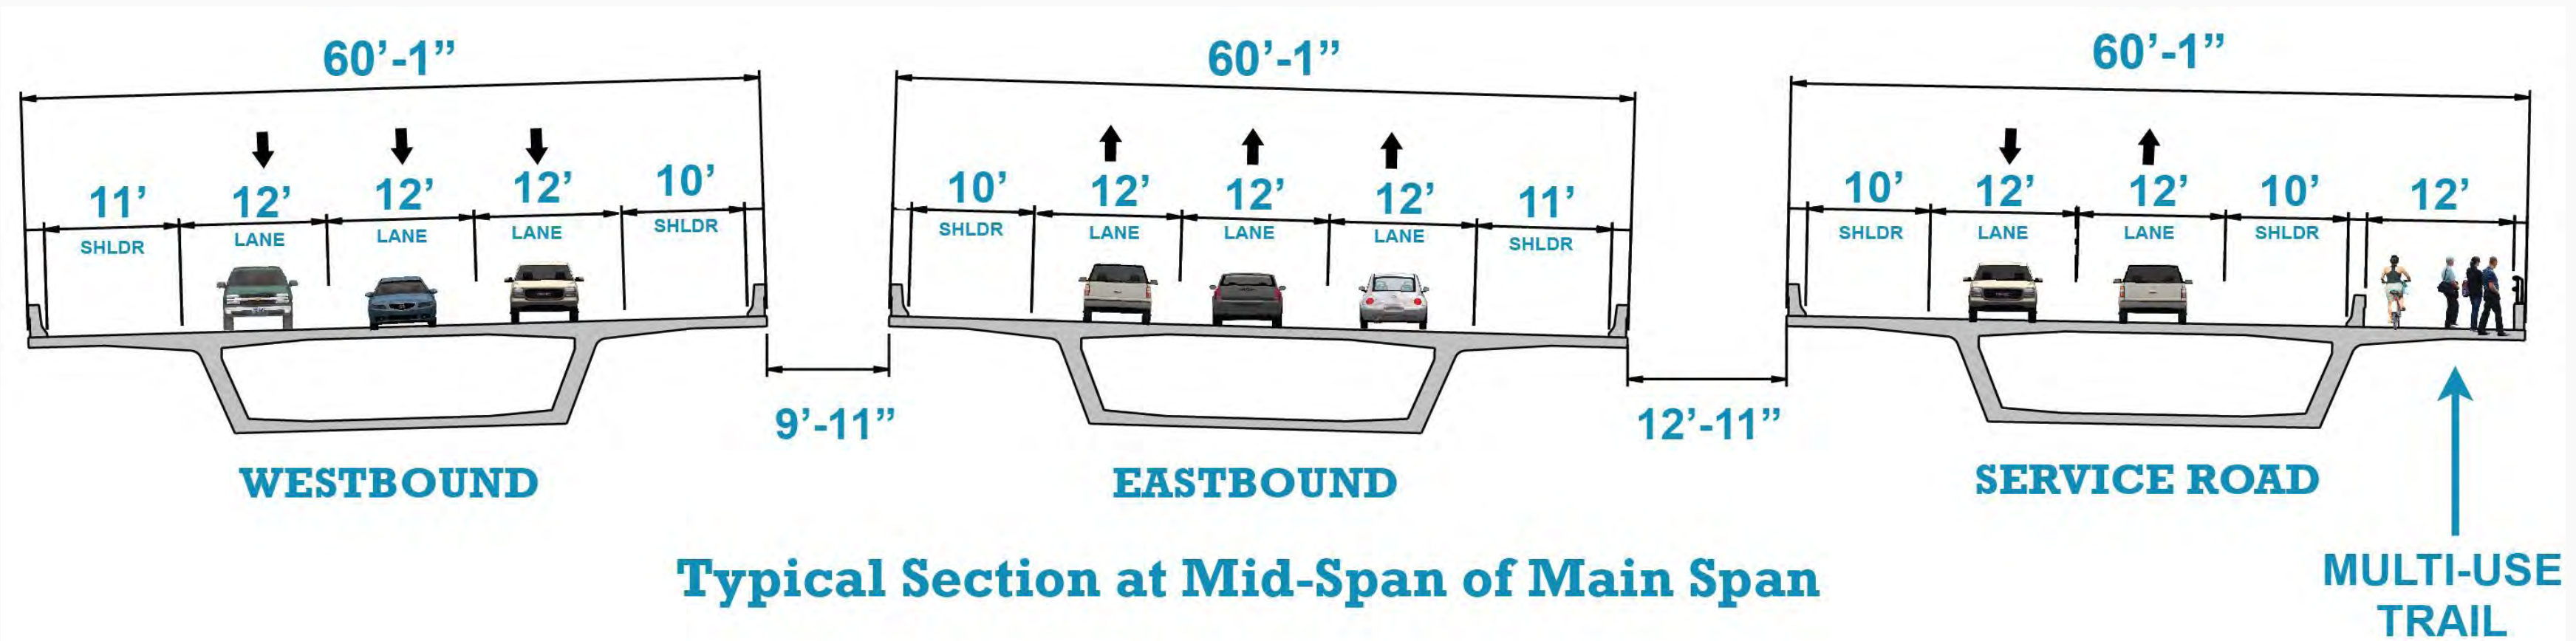 60’-1” 60’-1” 60’-1”
11’ 12’ 12’ 12’ 10’ 10’ 12’ 12’ 12’ 11’ 10’ 12’ 12’ 10’ 12’
SHLDR LANE LANE LANE SHLDR SHLDR LANE LANE LANE SHLDR SHLDR LANE LANE SHLDR
9’-11” 12’-11”
WESTBOUND EASTBOUND SERVICE ROAD
Typical Section at Mid-Span of Main Span
MULTI-USE
TRAIL